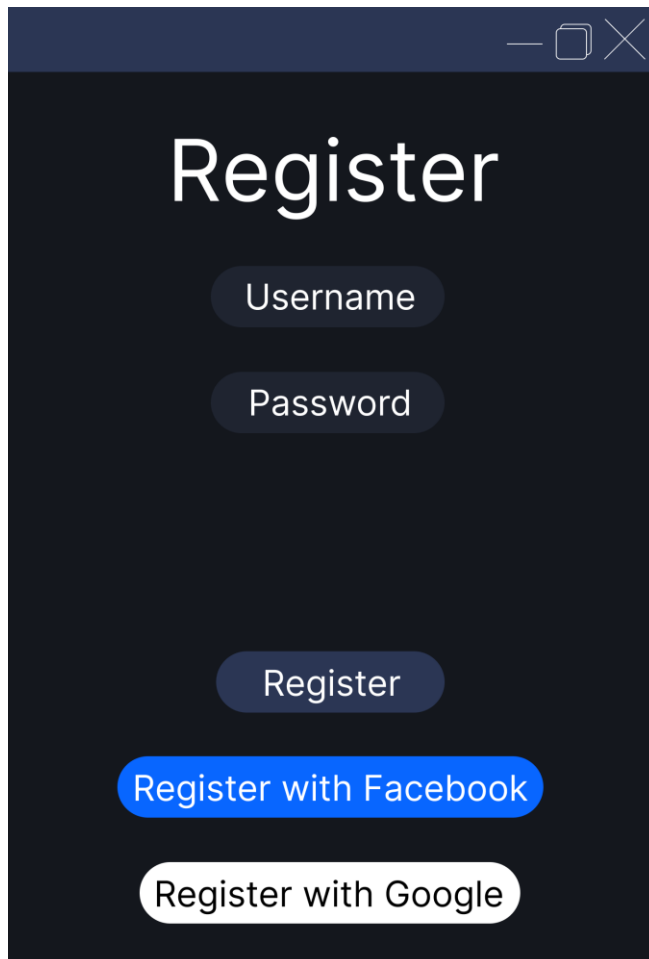 Register
Username
Password
Register
Register with Facebook
Register with Google